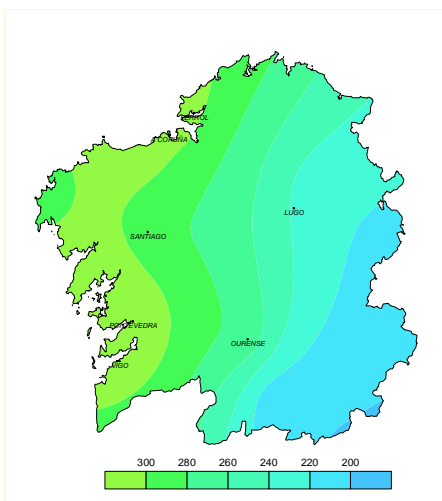 FERROL
A CORUÑA
LUGO
SANTIAGO
PONTEVEDRA
OURENSE
VIGO
300 280 260 240 220 200